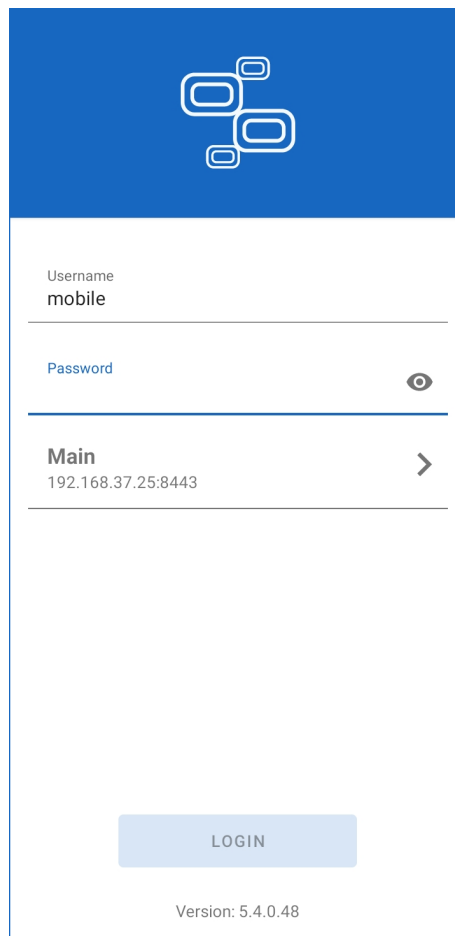 Username
mobile
Password
Main
192.168.37.25:8443
LOGIN
Version: 5.4.0.48